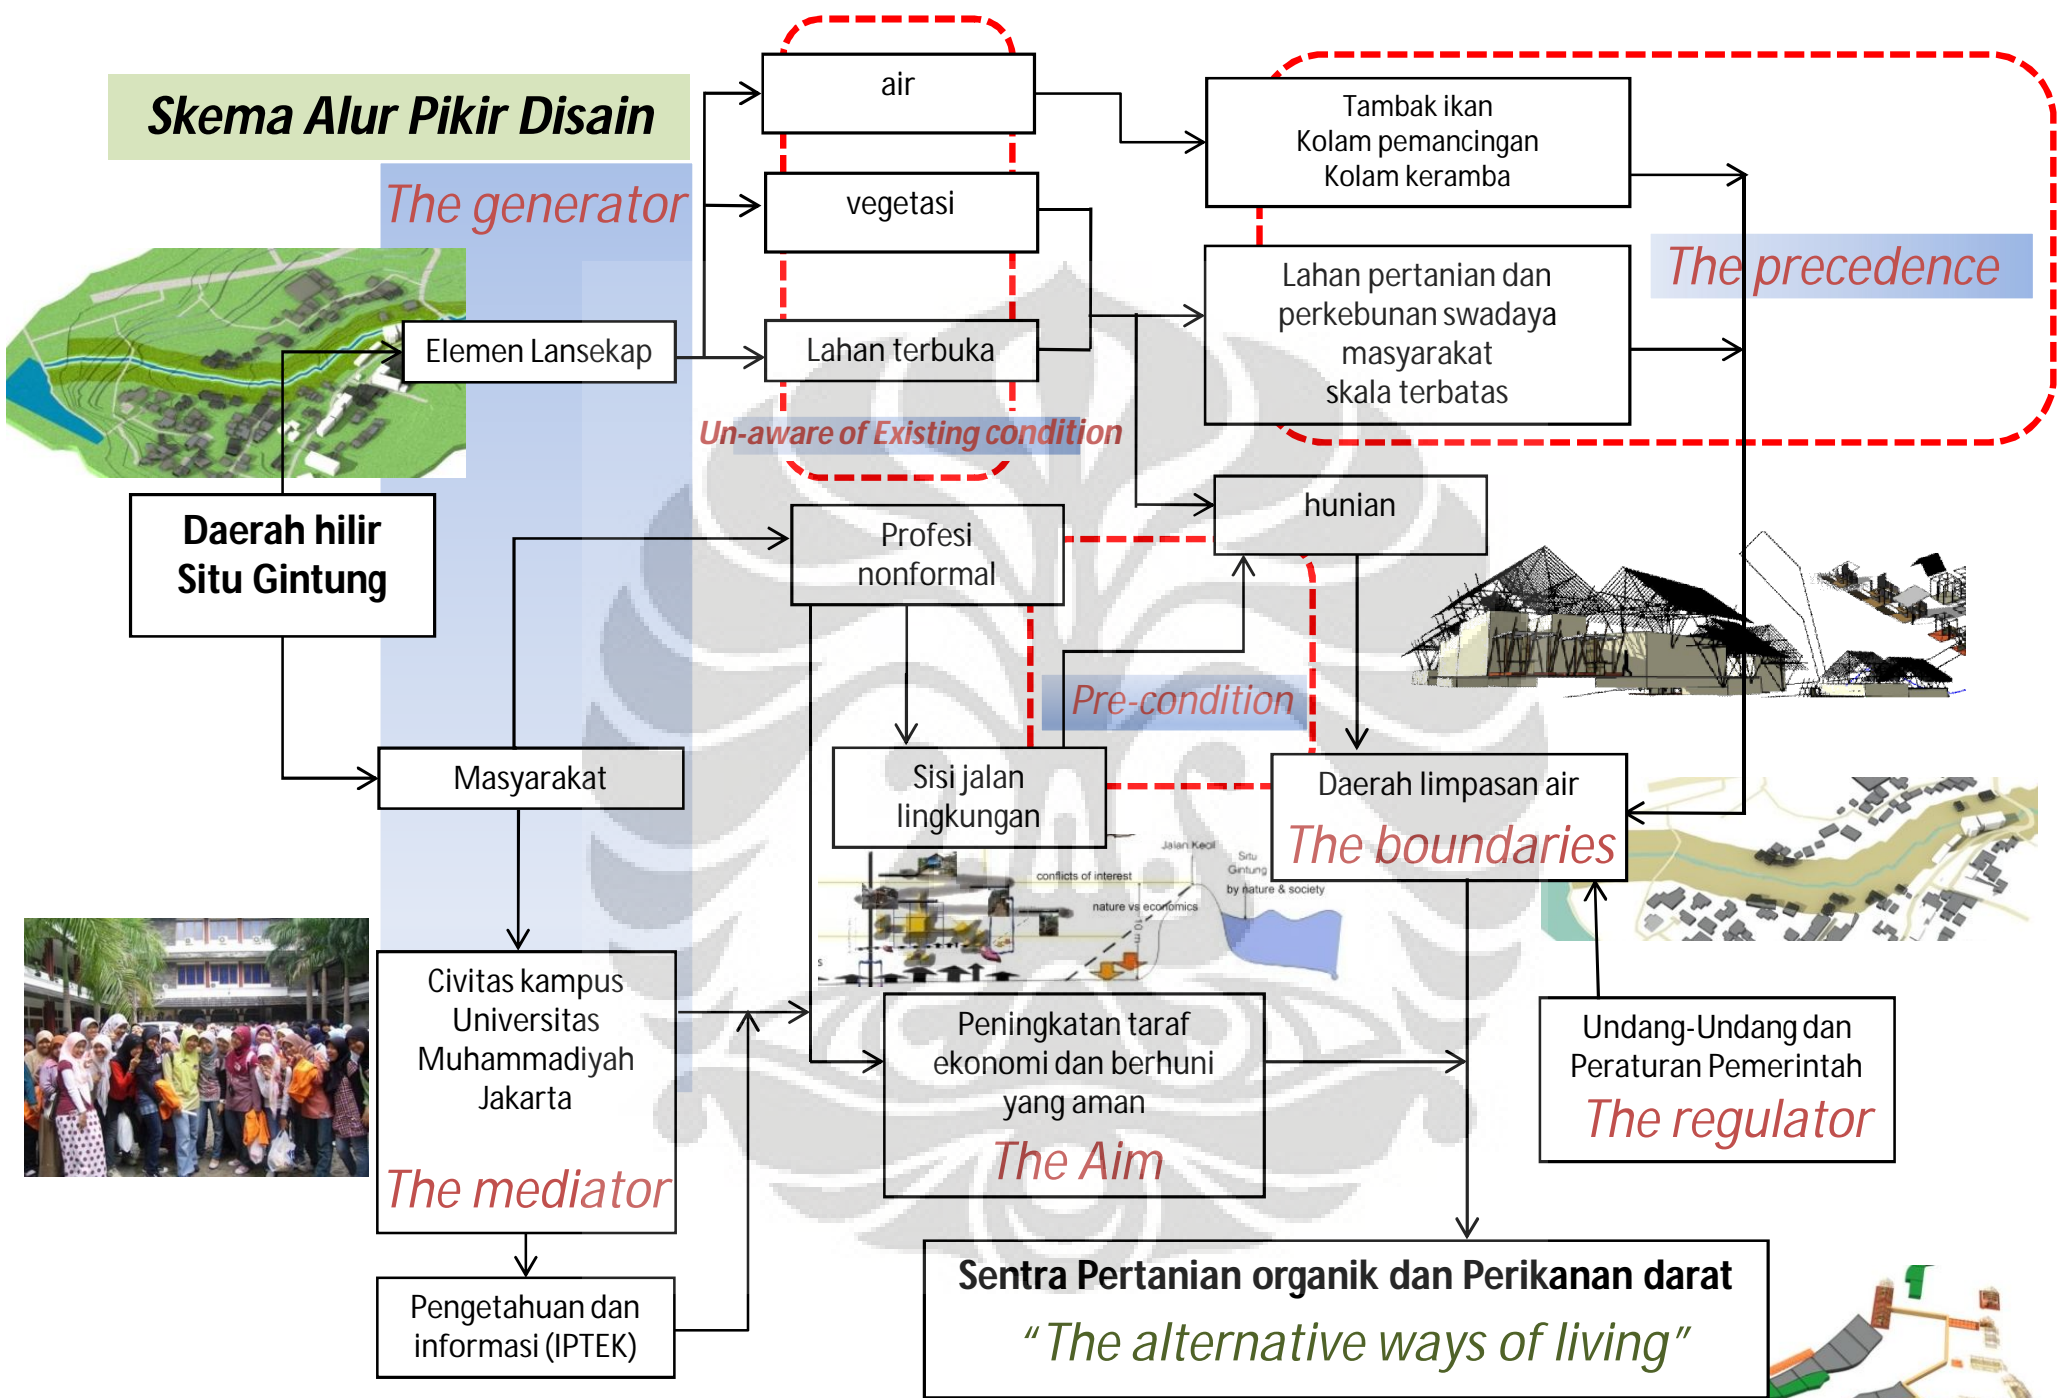 Skema Alur Pikir Disain
The generator
air
vegetasi
Lahan terbuka
Un-aware of Existing condition
Tambak ikan
Kolam pemancingan
Kolam keramba
The precedence
Lahan pertanian dan
perkebunan swadaya
masyarakat
skala terbatas
Elemen Lansekap
Daerah hilir
Situ Gintung
Profesi
nonformal
hunian
Pre-condition
Masyarakat
Sisi jalan
lingkungan
Daerah limpasan air
The boundaries
Jalan Kecil
Situ
Gintung
conflicts of interest
by nature & society
nature vs economics
10 m
s
Civitas kampus
Universitas
Muhammadiyah
Jakarta
The mediator
Peningkatan taraf
ekonomi dan berhuni
yang aman
The Aim
Undang-Undang dan
Peraturan Pemerintah
The regulator
Pengetahuan dan
informasi (IPTEK)
Sentra Pertanian organik dan Perikanan darat
“The alternative ways of living”